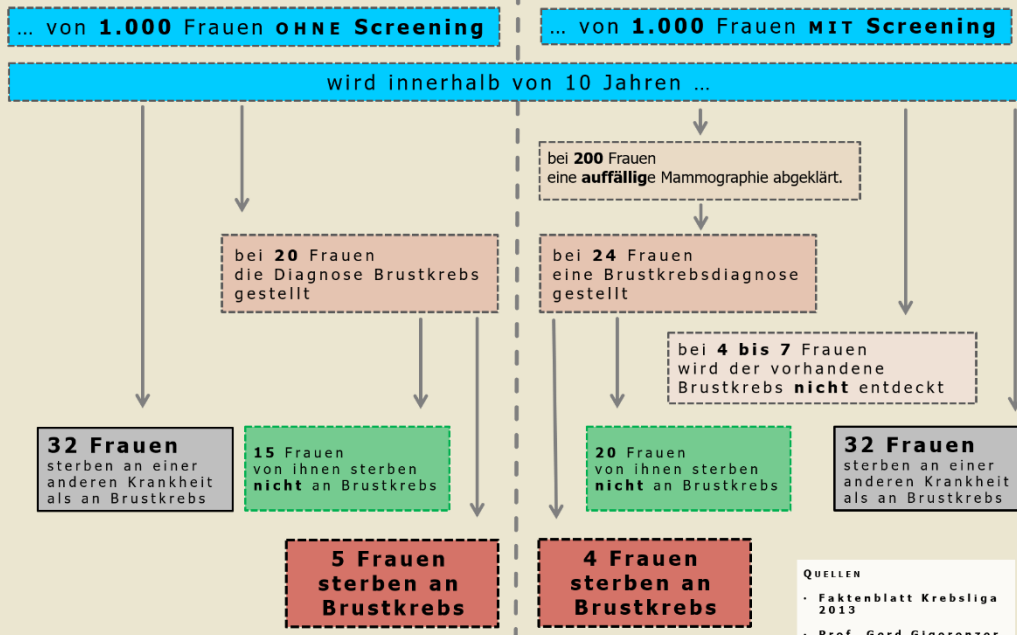 … von 1.000 Frauen OHNE Screening
… von 1.000 Frauen MIT Screening
wird innerhalb von 10 Jahren …
bei 200 Frauen
eine auffällige Mammographie abgeklärt.
bei 20 Frauen
die Diagnose Brustkrebs
gestellt
bei 24 Frauen
eine Brustkrebsdiagnose
gestellt
bei 4 bis 7 Frauen
wird der vorhandene
Brustkrebs nicht entdeckt
32 Frauen
sterben an einer
anderen Krankheit
als an Brustkrebs
15 Frauen
von ihnen sterben
nicht an Brustkrebs
20 Frauen
von ihnen sterben
nicht an Brustkrebs
32 Frauen
sterben an einer
anderen Krankheit
als an Brustkrebs
5 Frauen
sterben an
Brustkrebs
4 Frauen
sterben an
Brustkrebs
QUELLEN
· Faktenblatt Krebsliga
2013
· Prof. Gerd Gigerenzer